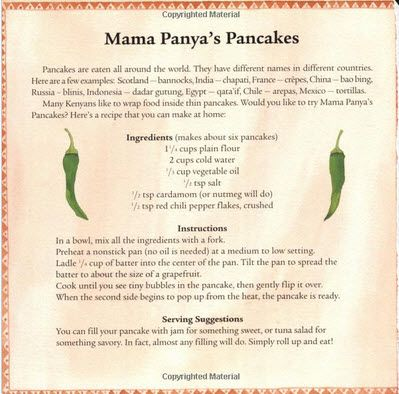 Copyrighted Material
Mama Panya's Pancakes
Pancakes are eaten all around the world. They have different names in different countries.
Here are a few examples: Scotland – bannocks, India – chapati, France – crêpes, China – bao bing,
Russia - blinis, Indonesia – dadar gutung, Egypt – qata'if, Chile – arepas, Mexico – tortillas.
Many Kenyans like to wrap food inside thin pancakes. Would you like to try Mama Panya's
Pancakes? Here's a recipe that you can make at home:
Ingredients (makes about six pancakes)
1 1/4 cups plain flour
2 cups cold water
1/3 cup vegetable oil
1/2 tsp salt
1/2 tsp cardamom (or nutmeg will do)
1/2 tsp red chili pepper flakes, crushed
Instructions
In a bowl, mix all the ingredients with a fork.
Preheat a nonstick pan (no oil is needed) at a medium to low setting.
Ladle 1/4 cup of batter into the center of the pan. Tilt the pan to spread the
batter to about the size of a grapefruit.
Cook until you see tiny bubbles in the pancake, then gently flip it over.
When the second side begins to pop up from the heat, the pancake is ready.
Serving Suggestions
You can fill your pancake with jam for something sweet, or tuna salad for
something savory. In fact, almost any filling will do. Simply roll up and eat!
Copyrighted Material